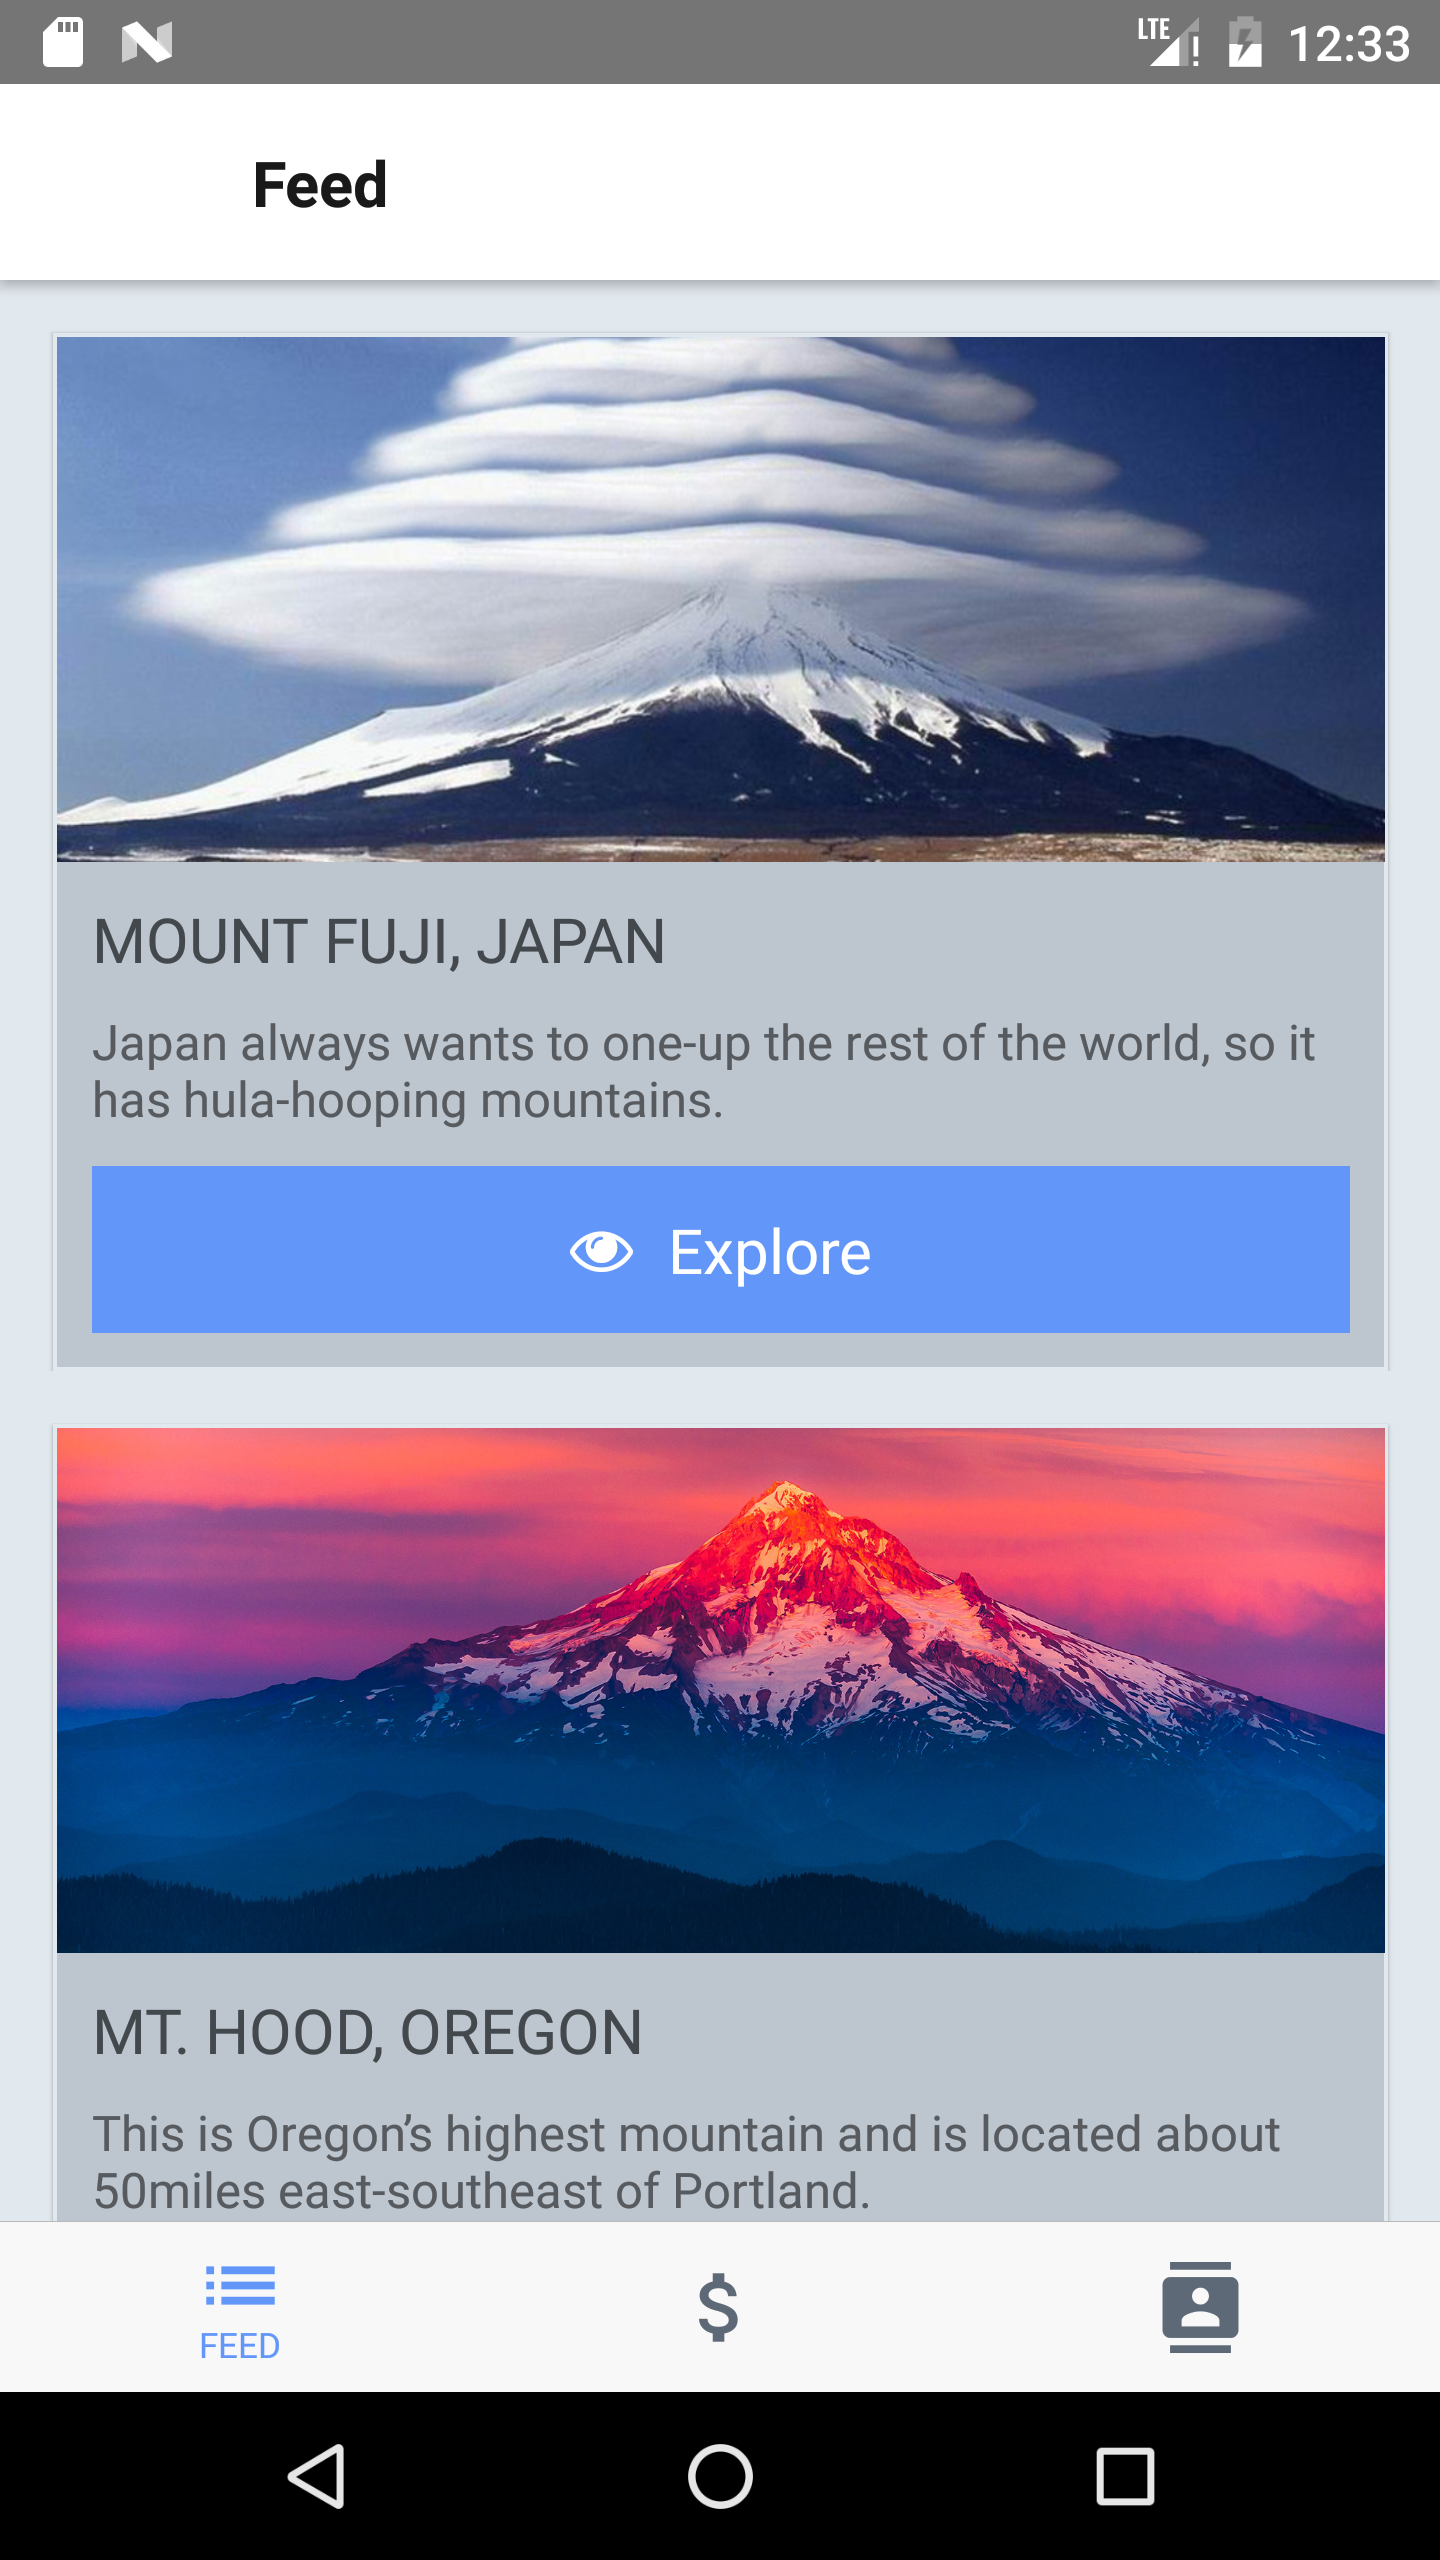 LTE 12:33
Feed
MOUNT FUJI, JAPAN
Japan always wants to one-up the rest of the world, so it
has hula-hooping mountains.
Explore
MT. HOOD, OREGON
This is Oregon’s highest mountain and is located about
50miles east-southeast of Portland.
$
FEED